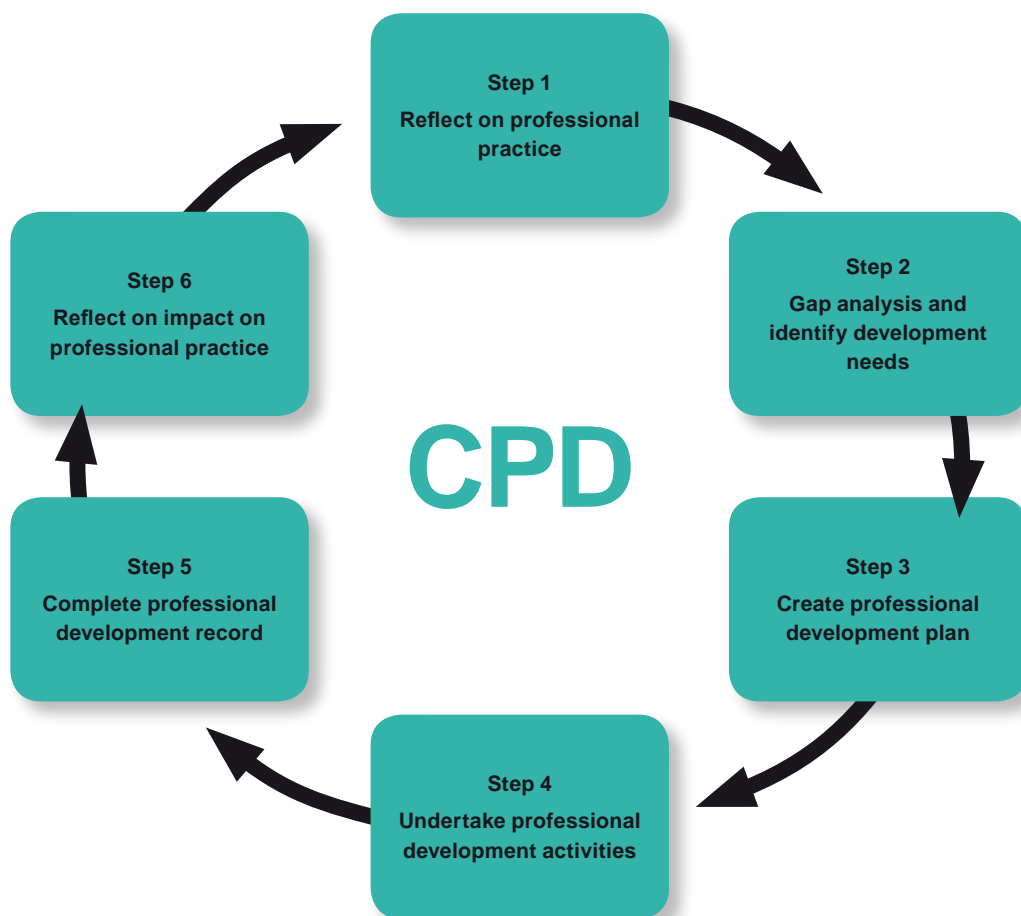 Step 1
Reflect on professional
practice
Step 2
Gap analysis and
identify development
needs
Step 3
Create professional
development plan
Step 4
Undertake professional
development activities
Step 5
Complete professional
development record
Step 6
Reflect on impact on
professional practice
CPD